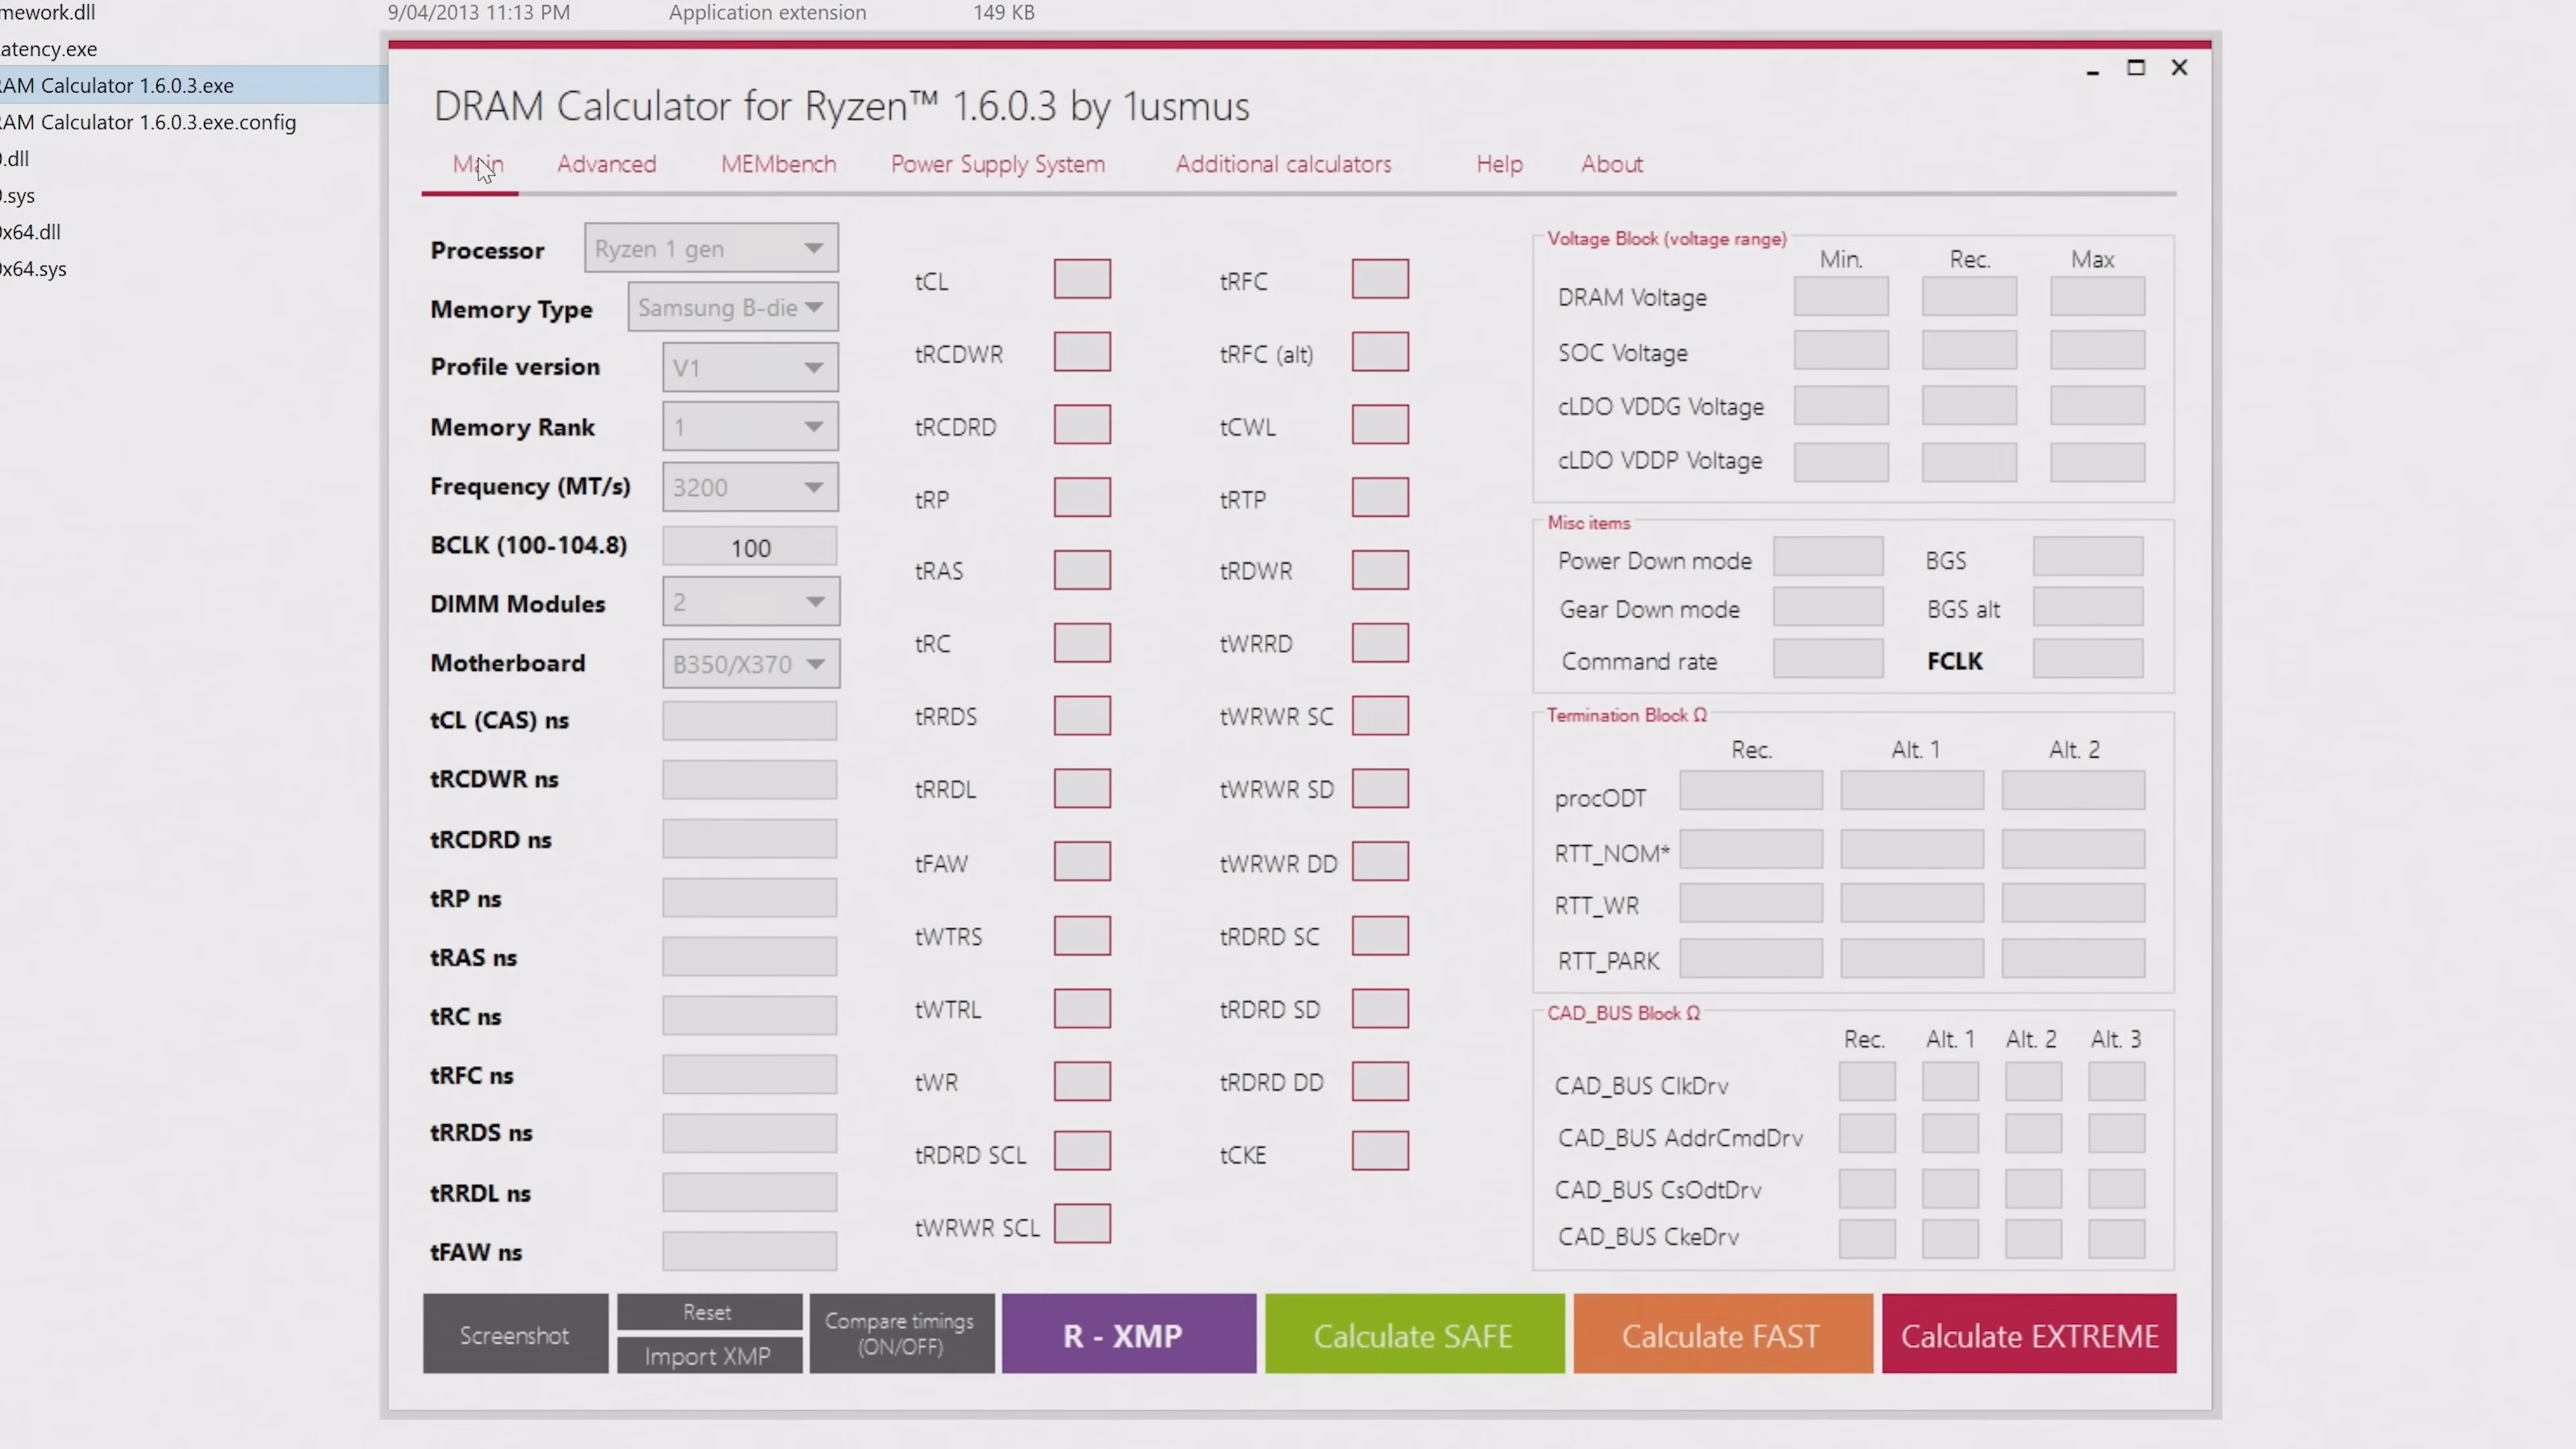 mework.dll
9/04/2013 11:13 PM Application extension 149 KB
atency.exe
RAM Calculator 1.6.0.3.exe
RAM Calculator 1.6.0.3.exe.config
.dll
.sys
0x64.dll
0x64.sys
DRAM Calculator for Ryzen™ 1.6.0.3 by 1usmus
Main Advanced MEMbench Power Supply System Additional calculators Help About
Processor Ryzen 1 gen
Memory Type Samsung B-die
Profile version V1
Memory Rank 1
Frequency (MT/s) 3200
BCLK (100-104.8) 100
DIMM Modules 2
Motherboard B350/X370
tCL (CAS) ns
tRCDWR ns
tRCDRD ns
tRP ns
tRAS ns
tRC ns
tRFC ns
tRRDS ns
tRRDL ns
tFAW ns
tCL
tRCDWR
tRCDRD
tRP
tRAS
tRC
tRRDS
tRRDL
tFAW
tWTRS
tWTRL
tWR
tRDRD SCL
tWRWR SCL
tRFC
tRFC (alt)
tCWL
tRTP
tRDWR
tWRRD
tWRWR SC
tWRWR SD
tWRWR DD
tRDRD SC
tRDRD SD
tRDRD DD
tCKE
Voltage Block (voltage range)
Min. Rec. Max
DRAM Voltage
SOC Voltage
cLDO VDDG Voltage
cLDO VDDP Voltage
Misc items
Power Down mode BGS
Gear Down mode BGS alt
Command rate FCLK
Termination Block Ω
Rec. Alt. 1 Alt. 2
procODT
RTT_NOM*
RTT_WR
RTT_PARK
CAD_BUS Block Ω
Rec. Alt. 1 Alt. 2 Alt. 3
CAD_BUS ClkDrv
CAD_BUS AddrCmdDrv
CAD_BUS CsOdtDrv
CAD_BUS CkeDrv
Screenshot
Reset
Import XMP
Compare timings
(ON/OFF)
R - XMP
Calculate SAFE
Calculate FAST
Calculate EXTREME